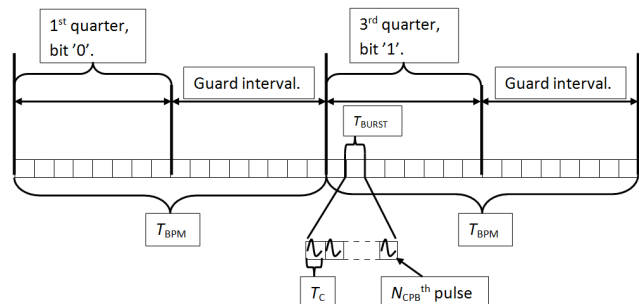 1st quarter,
bit '0'.
3rd quarter,
bit '1'.
Guard interval.
Guard interval.
TBURST
TBPM
TBPM
TC
NCPBth pulse